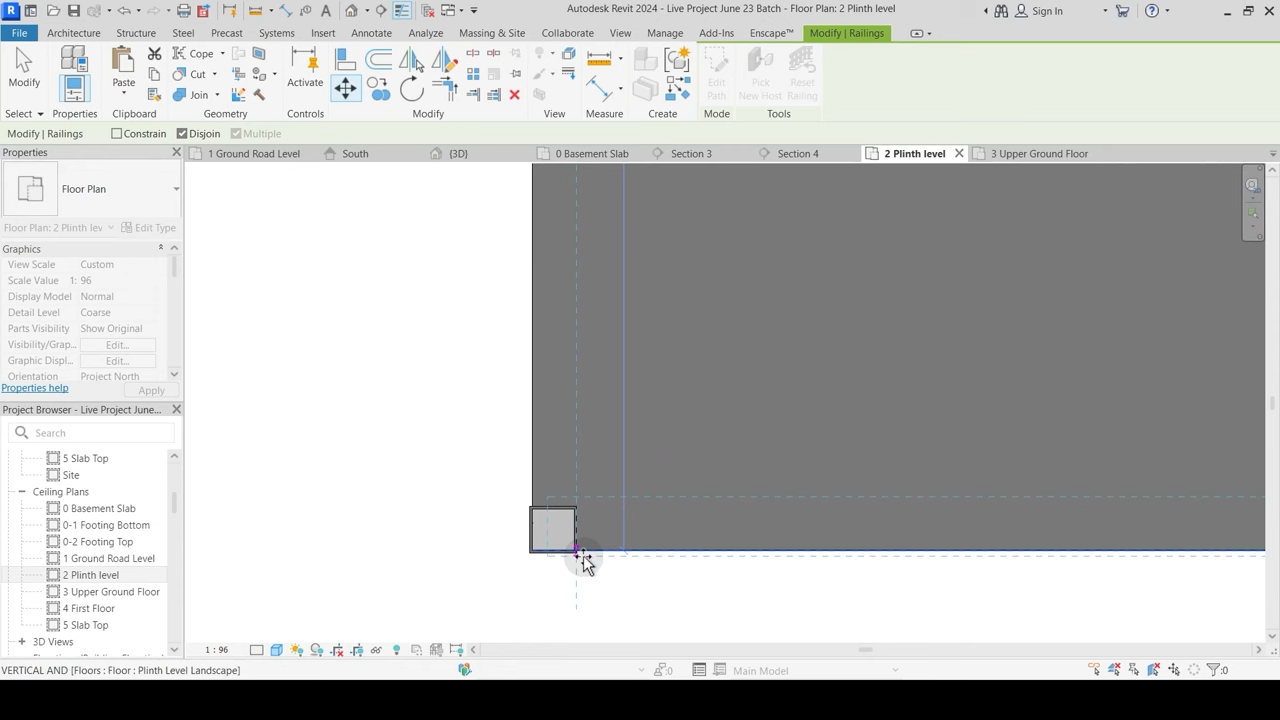 R
Autodesk Revit 2024 - Live Project June 23 Batch - Floor Plan: 2 Plinth level
Sign In
File Architecture Structure Steel Precast Systems Insert Annotate Analyze Massing & Site Collaborate View Manage Add-Ins Enscape™ Modify | Railings
Modify
Paste
Cope
Cut
Join
Activate
Edit Path
Pick New Host
Reset Railing
Select Properties Clipboard Geometry Controls Modify View Measure Create Mode Tools
Modify | Railings Constrain Disjoin Multiple
Properties
1 Ground Road Level South {3D} 0 Basement Slab Section 3 Section 4 2 Plinth level 3 Upper Ground Floor
Floor Plan
Floor Plan: 2 Plinth lev Edit Type
Graphics
View Scale Custom
Scale Value 1: 96
Display Model Normal
Detail Level Coarse
Parts Visibility Show Original
Visibility/Grap... Edit...
Graphic Displ... Edit...
Orientation Project North
Properties help Apply
Project Browser - Live Project June...
Search
5 Slab Top
Site
Ceiling Plans
0 Basement Slab
0-1 Footing Bottom
0-2 Footing Top
1 Ground Road Level
2 Plinth level
3 Upper Ground Floor
4 First Floor
5 Slab Top
3D Views
1 : 96
VERTICAL AND [Floors : Floor : Plinth Level Landscape]
:0
Main Model
:0